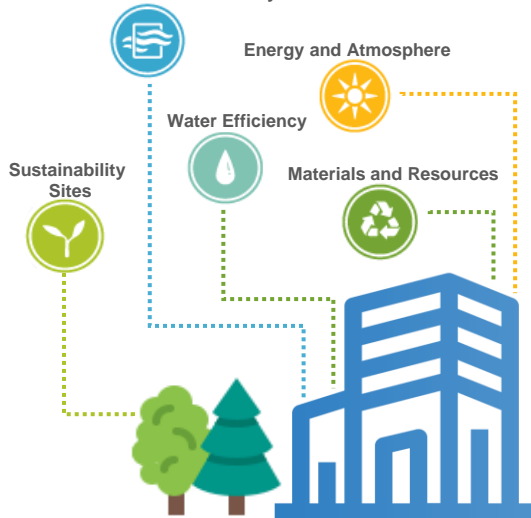 Energy and Atmosphere
Water Efficiency
Sustainability
Sites
Materials and Resources